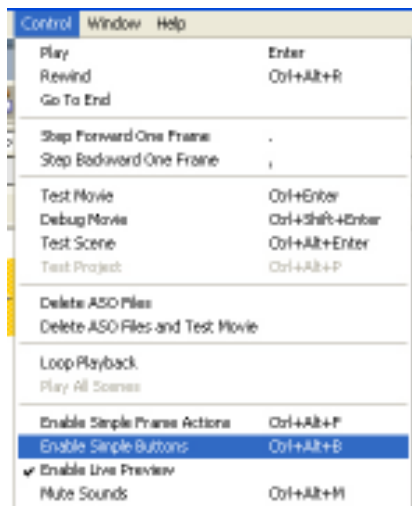 Control Window Help
Play Enter
Rewind Ctrl+Alt+R
Go To End
Step Forward One Frame .
Step Backward One Frame ,
Test Movie Ctrl+Enter
Debug Movie Ctrl+Shift+Enter
Test Scene Ctrl+Alt+Enter
Test Project Ctrl+Alt+P
Delete ASO Files
Delete ASO Files and Test Movie
Loop Playback
Play All Scenes
Enable Simple Frame Actions Ctrl+Alt+F
Enable Simple Buttons Ctrl+Alt+B
Enable Live Preview
Mute Sounds Ctrl+Alt+M